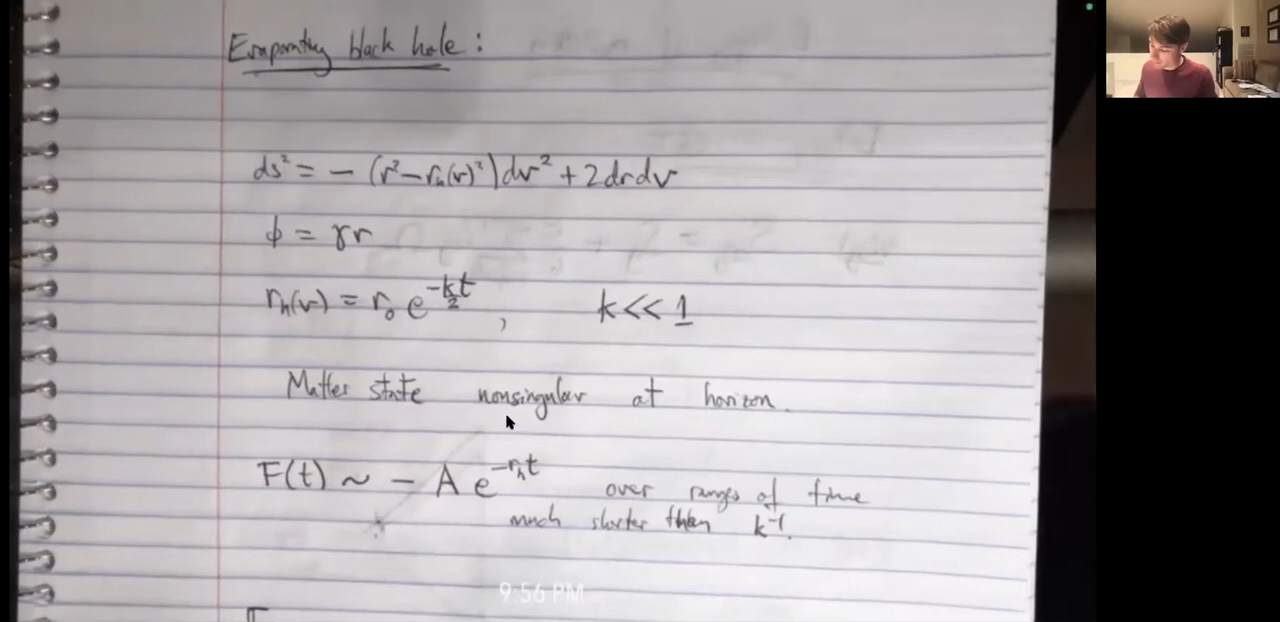 Evaporating black hole:
ds² = - (r² - rₕ(v)²) dv² + 2drdv
ϕ = γr
rₕ(v) = r₀ e^{-\frac{k}{2}t} , k << 1
Matter state nonsingular at horizon.
F(t) ~ - A e^{-rₕt} over ranges of time
much shorter than k⁻¹.
9:56 PM